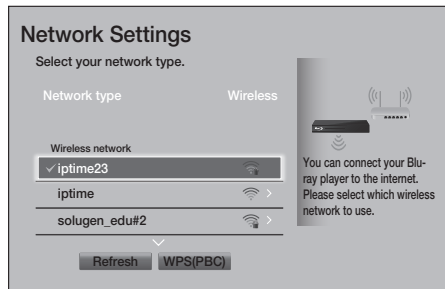 Network Settings
Select your network type.
Network type Wireless
Wireless network
✓ iptime23
iptime >
solugen_edu#2 >
Refresh WPS(PBC)
You can connect your Blu-
ray player to the internet.
Please select which wireless
network to use.